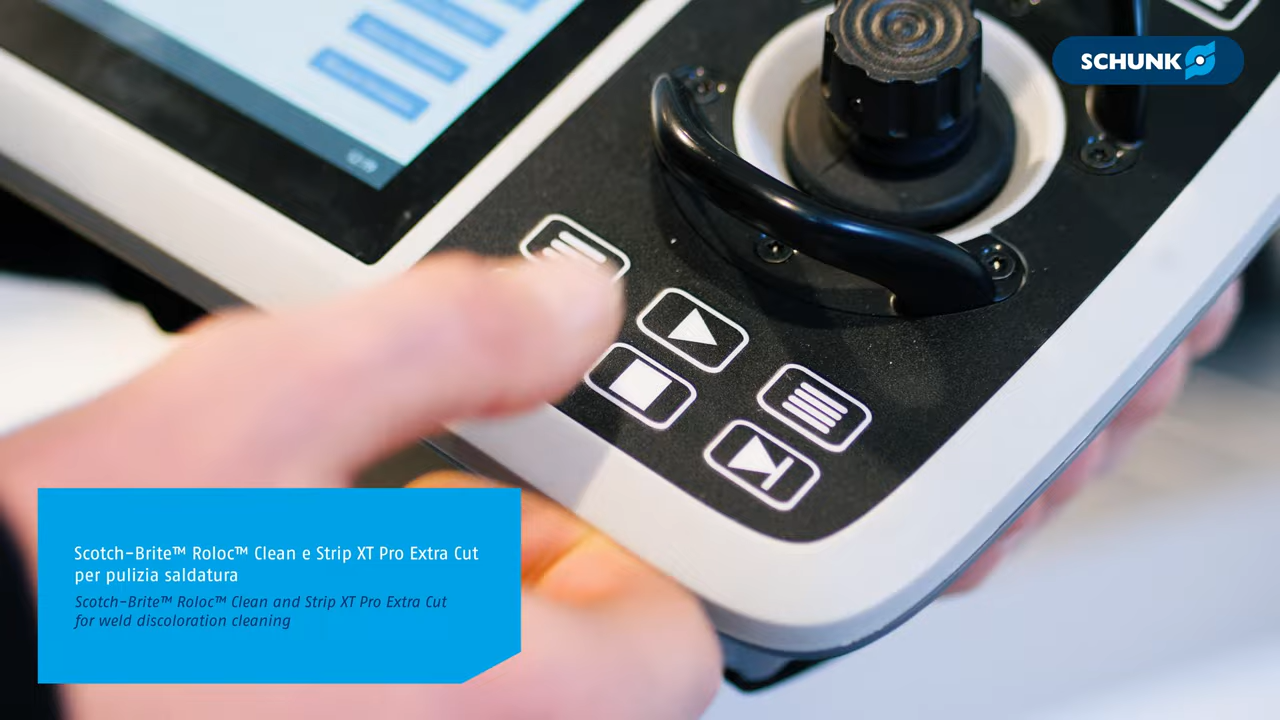 SCHUNK
Scotch-Brite™ Roloc™ Clean e Strip XT Pro Extra Cut
per pulizia saldatura
Scotch-Brite™ Roloc™ Clean and Strip XT Pro Extra Cut
for weld discoloration cleaning